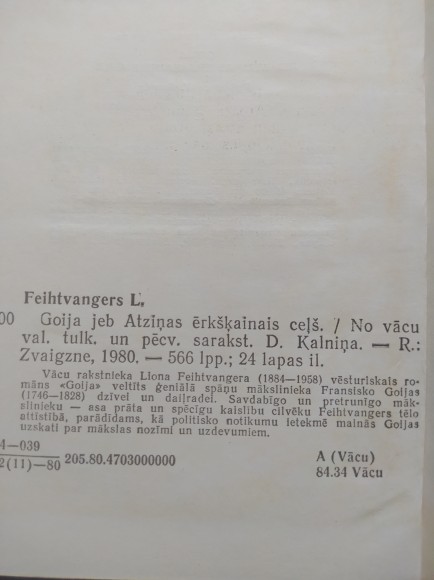 Feihtvangers L,
00 Goija jeb Atziņas ērkšķainais ceļš. / No vācu
val. tulk. un pēcv. sarakst. D. Kalniņa. — R.:
Zvaigzne, 1980. — 566 lpp.; 24 lapas il.
Vācu rakstnieka Liona Feihtvangera (1884—1958) vēsturiskais ro-
māns «Goija» veltīts ģeniālā spāņu mākslinieka Fransisko Goijas
(1746—1828) dzīvei un daiļradei. Savdabīgo un pretrunīgo māk-
slinieku — asa prāta un spēcīgu kaislību cilvēku Feihtvangers tēlo
altistībā, parādīdams, kā politisko notikumu ietekmē mainās Goijas
uzskati par mākslas nozīmi un uzdevumiem.
4—039
2(11)—80 205.80.4703000000
A (Vācu)
84.34 Vācu